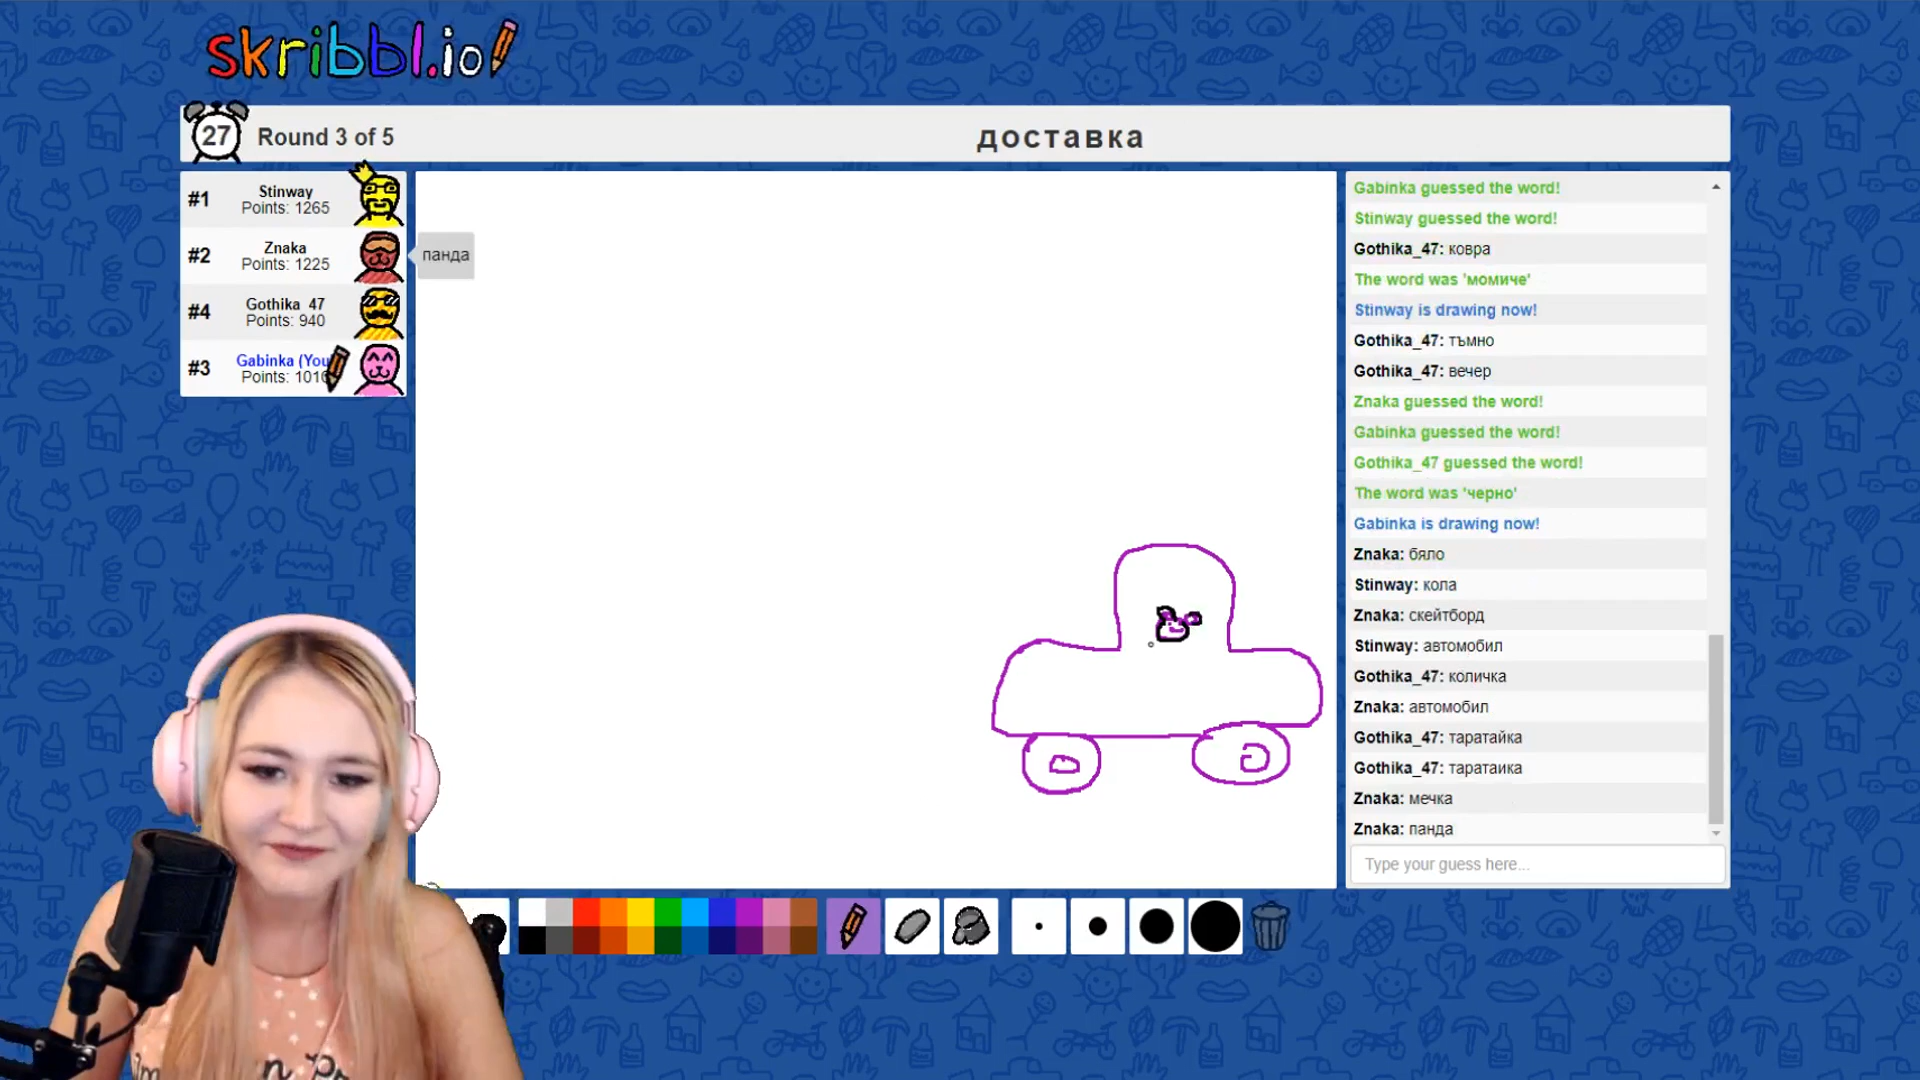 skribbl.io
27
Round 3 of 5
доставка
#1
Stinway
Points: 1265
#2
Znaka
Points: 1225
панда
#4
Gothika_47
Points: 940
#3
Gabinka (You
Points: 1010
Gabinka guessed the word!
Stinway guessed the word!
Gothika_47: ковра
The word was 'момиче'
Stinway is drawing now!
Gothika_47: тъмно
Gothika_47: вечер
Znaka guessed the word!
Gabinka guessed the word!
Gothika_47 guessed the word!
The word was 'черно'
Gabinka is drawing now!
Znaka: бяло
Stinway: кола
Znaka: скейтборд
Stinway: автомобил
Gothika_47: количка
Znaka: автомобил
Gothika_47: таратайка
Gothika_47: таратаика
Znaka: мечка
Znaka: панда
Type your guess here...